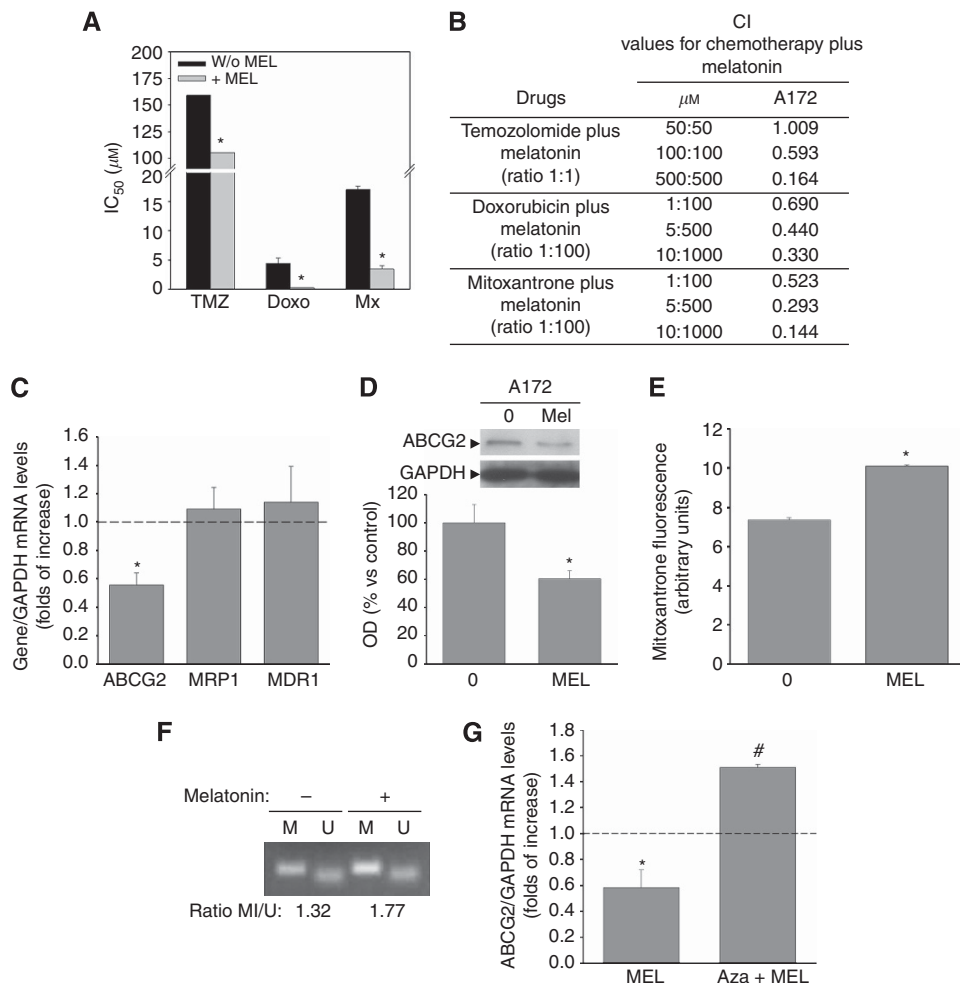 A
200
175
150
125
100
20
15
10
5
0
IC50 (μM)
W/o MEL
+ MEL
*
*
*
TMZ Doxo Mx
B
CI
values for chemotherapy plus
melatonin
Drugs μM A172
Temozolomide plus
melatonin
(ratio 1:1)
50:50 1.009
100:100 0.593
500:500 0.164
Doxorubicin plus
melatonin
(ratio 1:100)
1:100 0.690
5:500 0.440
10:1000 0.330
Mitoxantrone plus
melatonin
(ratio 1:100)
1:100 0.523
5:500 0.293
10:1000 0.144
C
Gene/GAPDH mRNA levels
(folds of increase)
1.6
1.4
1.2
1.0
0.8
0.6
0.4
0.2
0.0
*
ABCG2 MRP1 MDR1
D
A172
0 Mel
ABCG2
GAPDH
OD (% vs control)
120
100
80
60
40
20
0
*
0 MEL
E
Mitoxantrone fluorescence
(arbitrary units)
12
10
8
6
4
2
0
*
0 MEL
F
Melatonin: – +
M U M U
Ratio MI/U: 1.32 1.77
G
ABCG2/GAPDH mRNA levels
(folds of increase)
1.8
1.6
1.4
1.2
1.0
0.8
0.6
0.4
0.2
0.0
*
#
MEL Aza + MEL